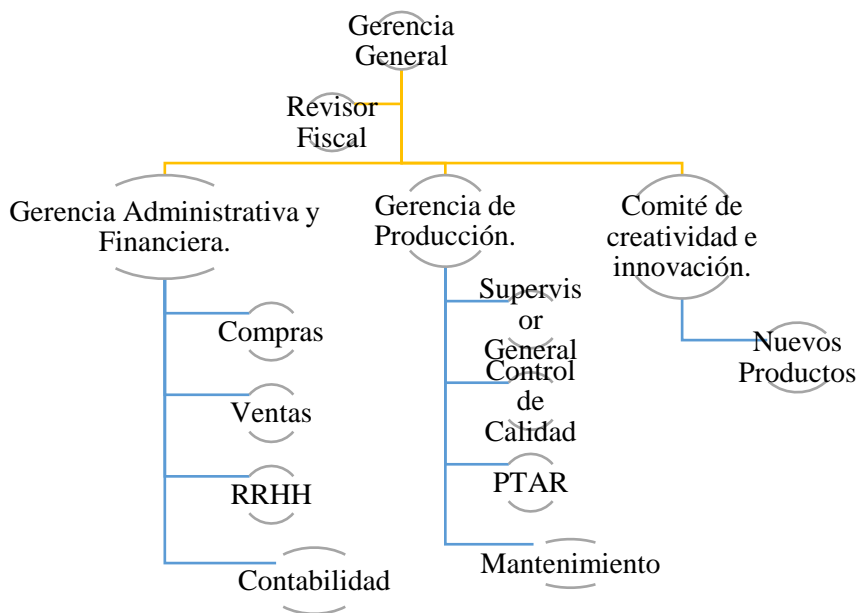 Gerencia
General
Revisor
Fiscal
Gerencia Administrativa y
Financiera.
Gerencia de
Producción.
Comité de
creatividad e
innovación.
Compras
Ventas
RRHH
Contabilidad
Supervis
or
General
Control
de
Calidad
PTAR
Mantenimiento
Nuevos
Productos